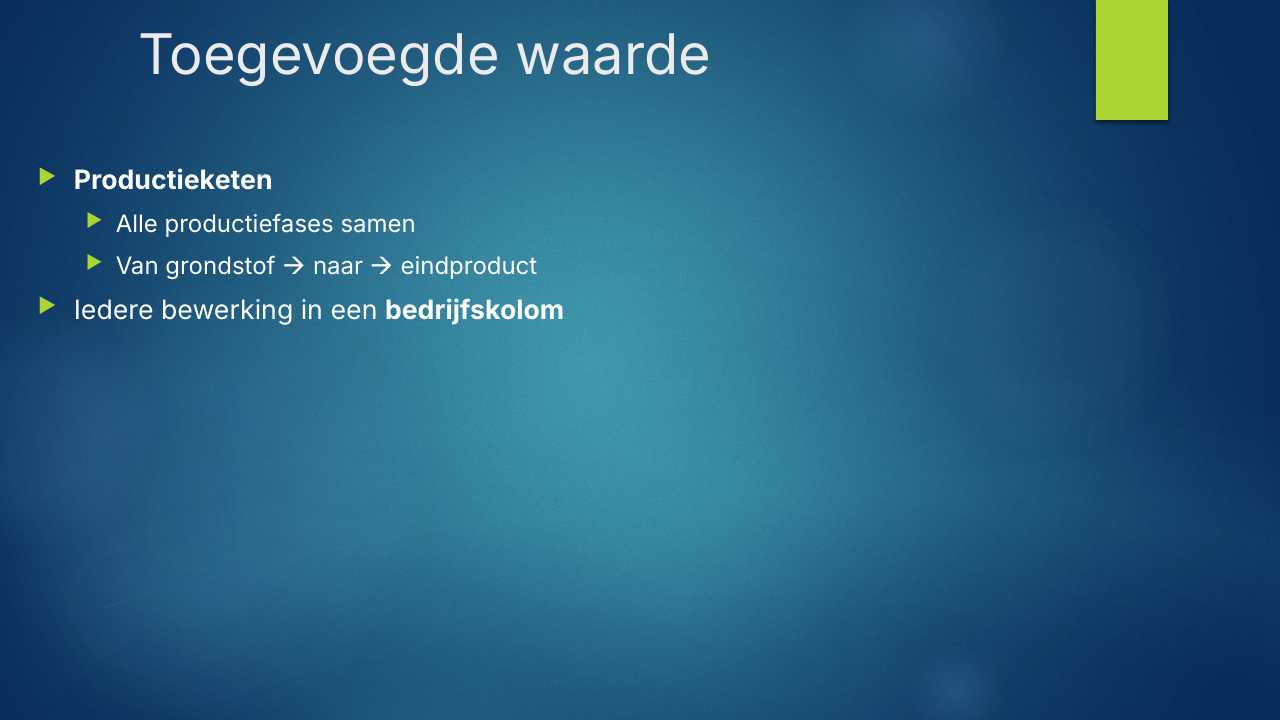 Toegevoegde waarde
Productieketen
Alle productiefases samen
Van grondstof → naar → eindproduct
Iedere bewerking in een bedrijfskolom